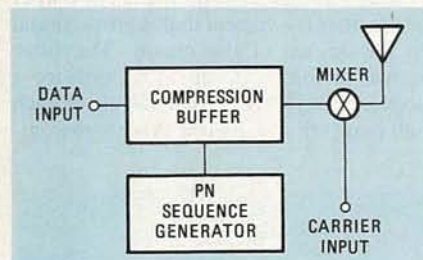 DATA
INPUT
COMPRESSION
BUFFER
MIXER
PN
SEQUENCE
GENERATOR
CARRIER
INPUT